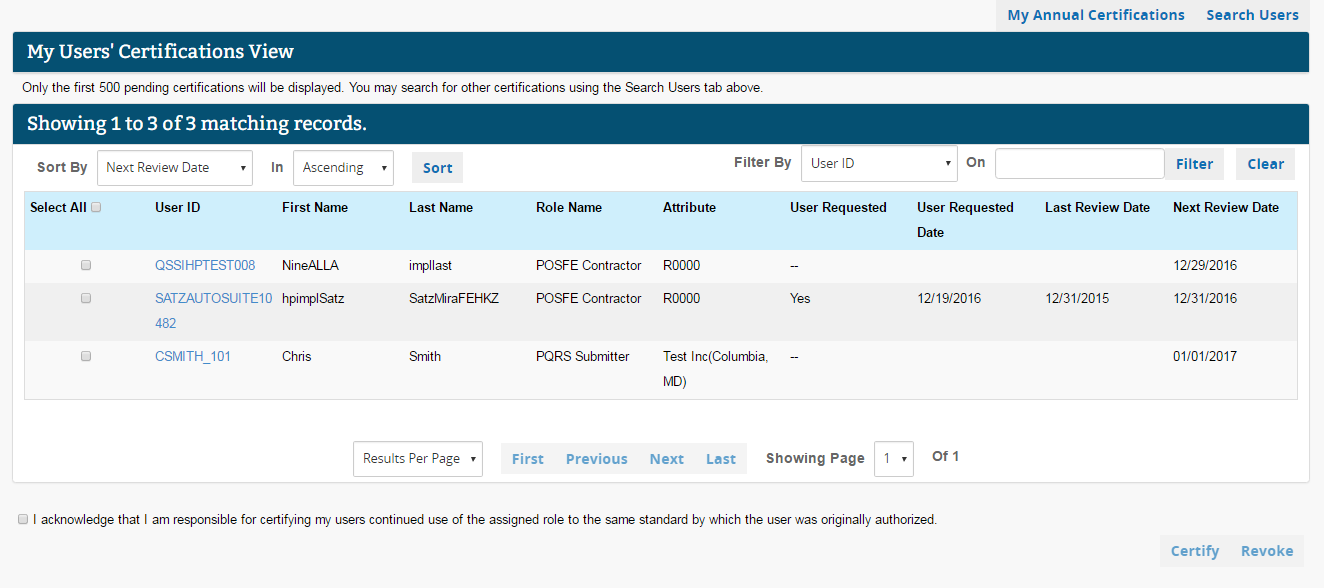 My Annual Certifications Search Users
My Users' Certifications View
Only the first 500 pending certifications will be displayed. You may search for other certifications using the Search Users tab above.
Showing 1 to 3 of 3 matching records.
Sort By Next Review Date In Ascending Sort Filter By User ID On Filter Clear
Select All User ID First Name Last Name Role Name Attribute User Requested User Requested Last Review Date Next Review Date
Date
QSSIHPTEST008 NineALLA impllast POSFE Contractor R0000 -- 12/29/2016
SATZAUTOSUITE10 hpimplSatz SatzMiraFEHKZ POSFE Contractor R0000 Yes 12/19/2016 12/31/2015 12/31/2016
482
CSMITH_101 Chris Smith PQRS Submitter Test Inc(Columbia, -- 01/01/2017
MD)
Results Per Page First Previous Next Last Showing Page 1 Of 1
I acknowledge that I am responsible for certifying my users continued use of the assigned role to the same standard by which the user was originally authorized.
Certify Revoke